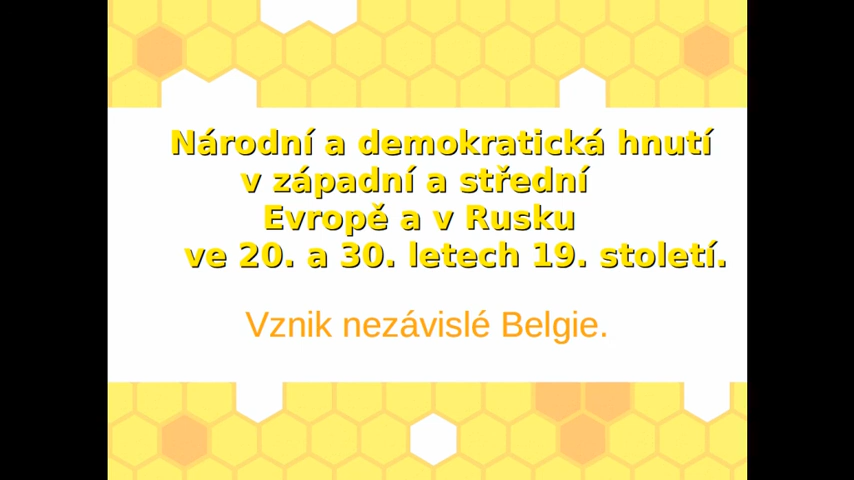 Národní a demokratická hnutí
v západní a střední
Evropě a v Rusku
ve 20. a 30. letech 19. století.
Vznik nezávislé Belgie.